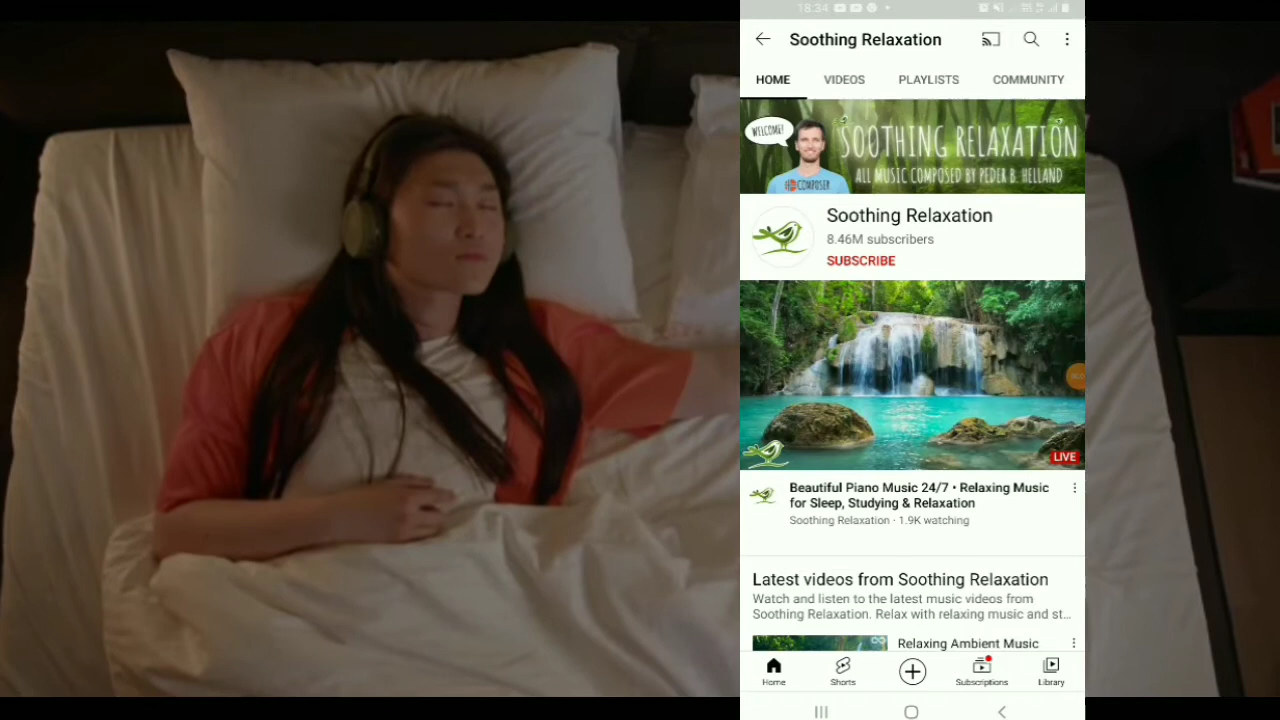 18:34
Soothing Relaxation
HOME VIDEOS PLAYLISTS COMMUNITY
WELCOME!
SOOTHING RELAXATION
ALL MUSIC COMPOSED BY PEDER B. HELLAND
COMPOSER
Soothing Relaxation
8.46M subscribers
SUBSCRIBE
LIVE
Beautiful Piano Music 24/7 • Relaxing Music
for Sleep, Studying & Relaxation
Soothing Relaxation · 1.9K watching
Latest videos from Soothing Relaxation
Watch and listen to the latest music videos from
Soothing Relaxation. Relax with relaxing music and st...
Relaxing Ambient Music
Home Shorts Subscriptions Library